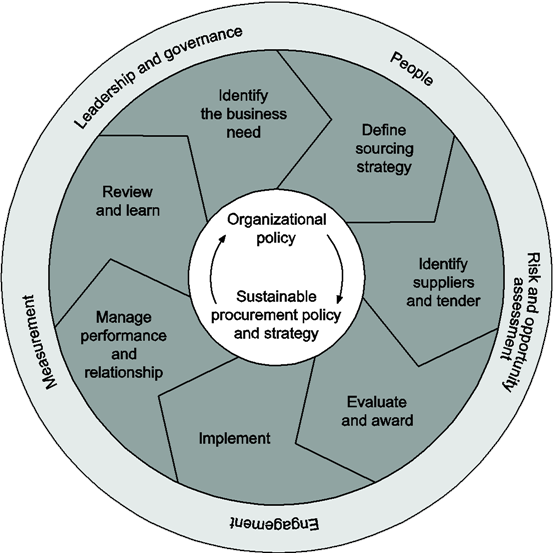 Leadership and governance
People
Risk and opportunity
assessment
Engagement
Measurement
Identify
the business
need
Define
sourcing
strategy
Identify
suppliers
and tender
Evaluate
and award
Implement
Manage
performance
and
relationship
Review
and learn
Organizational
policy
Sustainable
procurement policy
and strategy